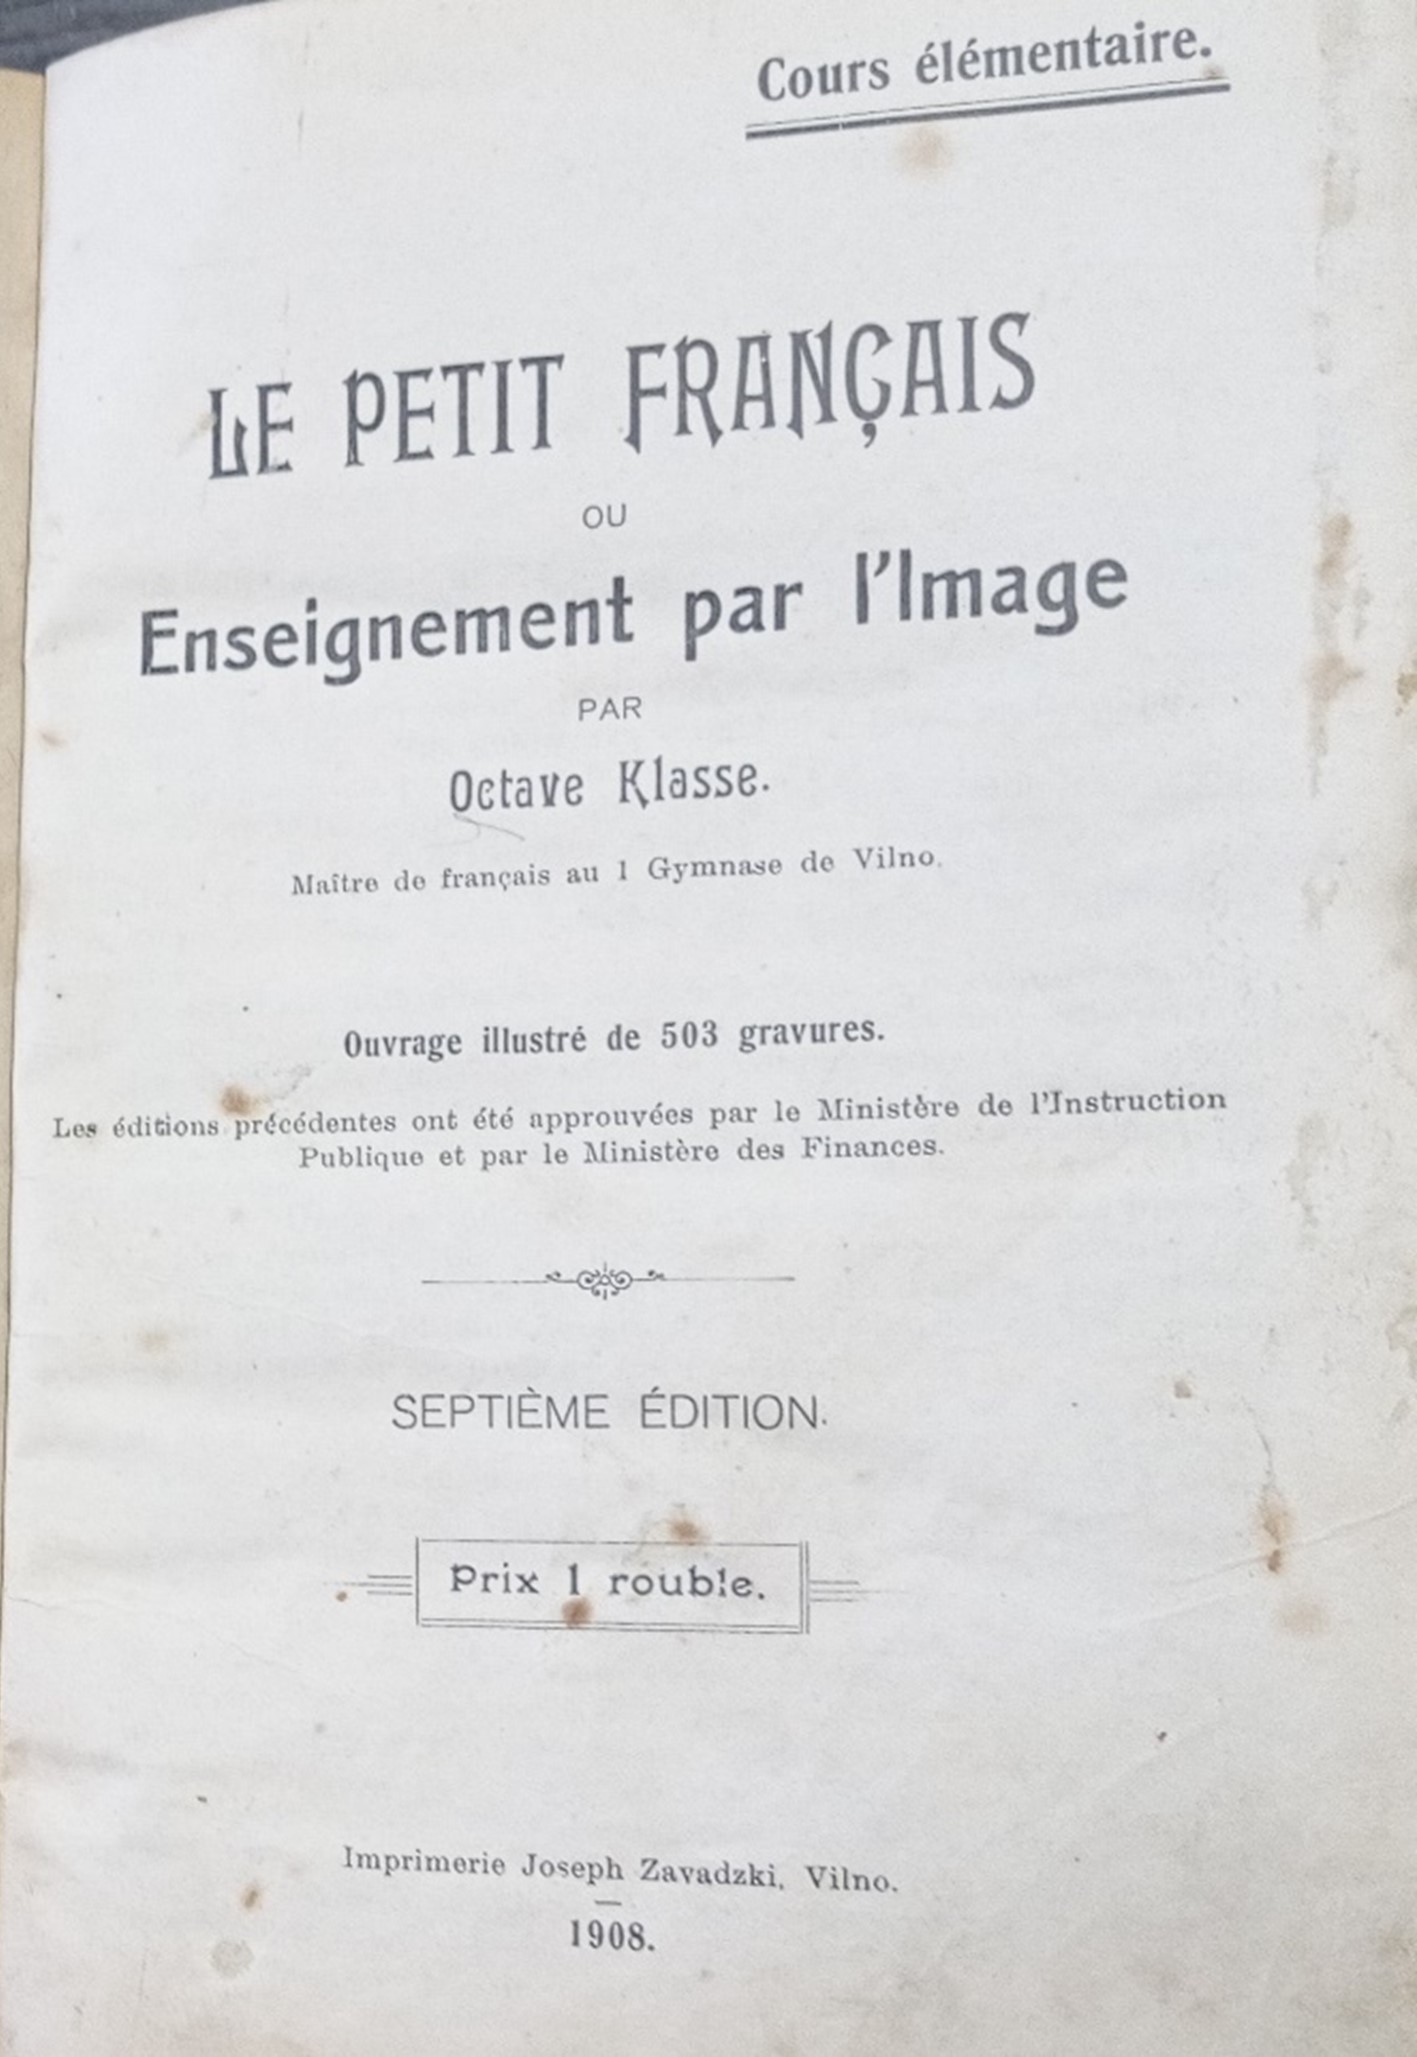 Cours élémentaire.
LE PETIT FRANÇAIS
OU
Enseignement par l'Image
PAR
Octave Klasse.
Maître de français au 1 Gymnase de Vilno.
Ouvrage illustré de 503 gravures.
Les éditions précédentes ont été approuvées par le Ministère de l'Instruction
Publique et par le Ministère des Finances.
SEPTIÈME ÉDITION.
Prix 1 rouble.
Imprimerie Joseph Zavadzki, Vilno.
1908.